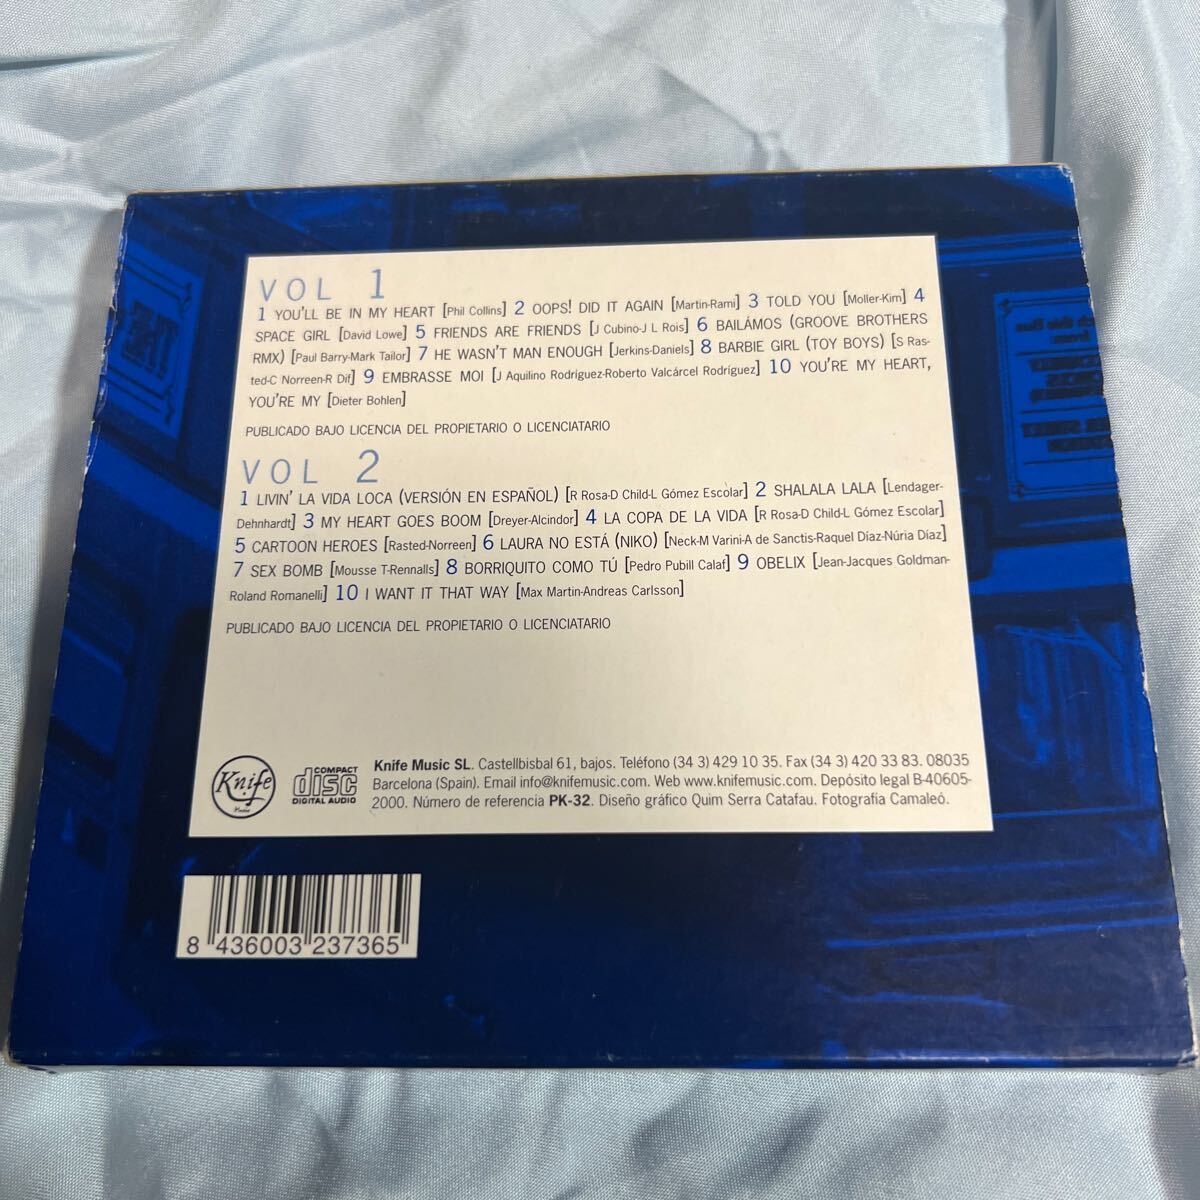 VOL 1
1 YOU'LL BE IN MY HEART [Phil Collins] 2 OOPS! DID IT AGAIN [Martin-Rami] 3 TOLD YOU [Moller-Kim] 4
SPACE GIRL [David Lowe] 5 FRIENDS ARE FRIENDS [J Cubino-J L Rois] 6 BAILÁMOS (GROOVE BROTHERS
RMX) [Paul Barry-Mark Tailor] 7 HE WASN'T MAN ENOUGH [Jerkins-Daniels] 8 BARBIE GIRL (TOY BOYS) [S Ras-
ted-C Norreen-R Dif] 9 EMBRASSE MOI [J Aquilino Rodríguez-Roberto Valcárcel Rodríguez] 10 YOU'RE MY HEART,
YOU'RE MY [Dieter Bohlen]
PUBLICADO BAJO LICENCIA DEL PROPIETARIO O LICENCIATARIO
VOL 2
1 LIVIN' LA VIDA LOCA (VERSIÓN EN ESPAÑOL) [R Rosa-D Child-L Gómez Escolar] 2 SHALALA LALA [Lendager-
Dehnhardt] 3 MY HEART GOES BOOM [Dreyer-Alcindor] 4 LA COPA DE LA VIDA [R Rosa-D Child-L Gómez Escolar]
5 CARTOON HEROES [Rasted-Norreen] 6 LAURA NO ESTÁ (NIKO) [Neck-M Varini-A de Sanctis-Raquel Díaz-Núria Díaz]
7 SEX BOMB [Mousse T-Rennalls] 8 BORRIQUITO COMO TÚ [Pedro Pubill Calaf] 9 OBELIX [Jean-Jacques Goldman-
Roland Romanelli] 10 I WANT IT THAT WAY [Max Martin-Andreas Carlsson]
PUBLICADO BAJO LICENCIA DEL PROPIETARIO O LICENCIATARIO
Knife
COMPACT
disc
DIGITAL AUDIO
Knife Music SL. Castellbisbal 61, bajos. Teléfono (34 3) 429 10 35. Fax (34 3) 420 33 83. 08035
Barcelona (Spain). Email info@knifemusic.com. Web www.knifemusic.com. Depósito legal B-40605-
2000. Número de referencia PK-32. Diseño gráfico Quim Serra Catafau. Fotografía Camaleó.
8 436003 237365